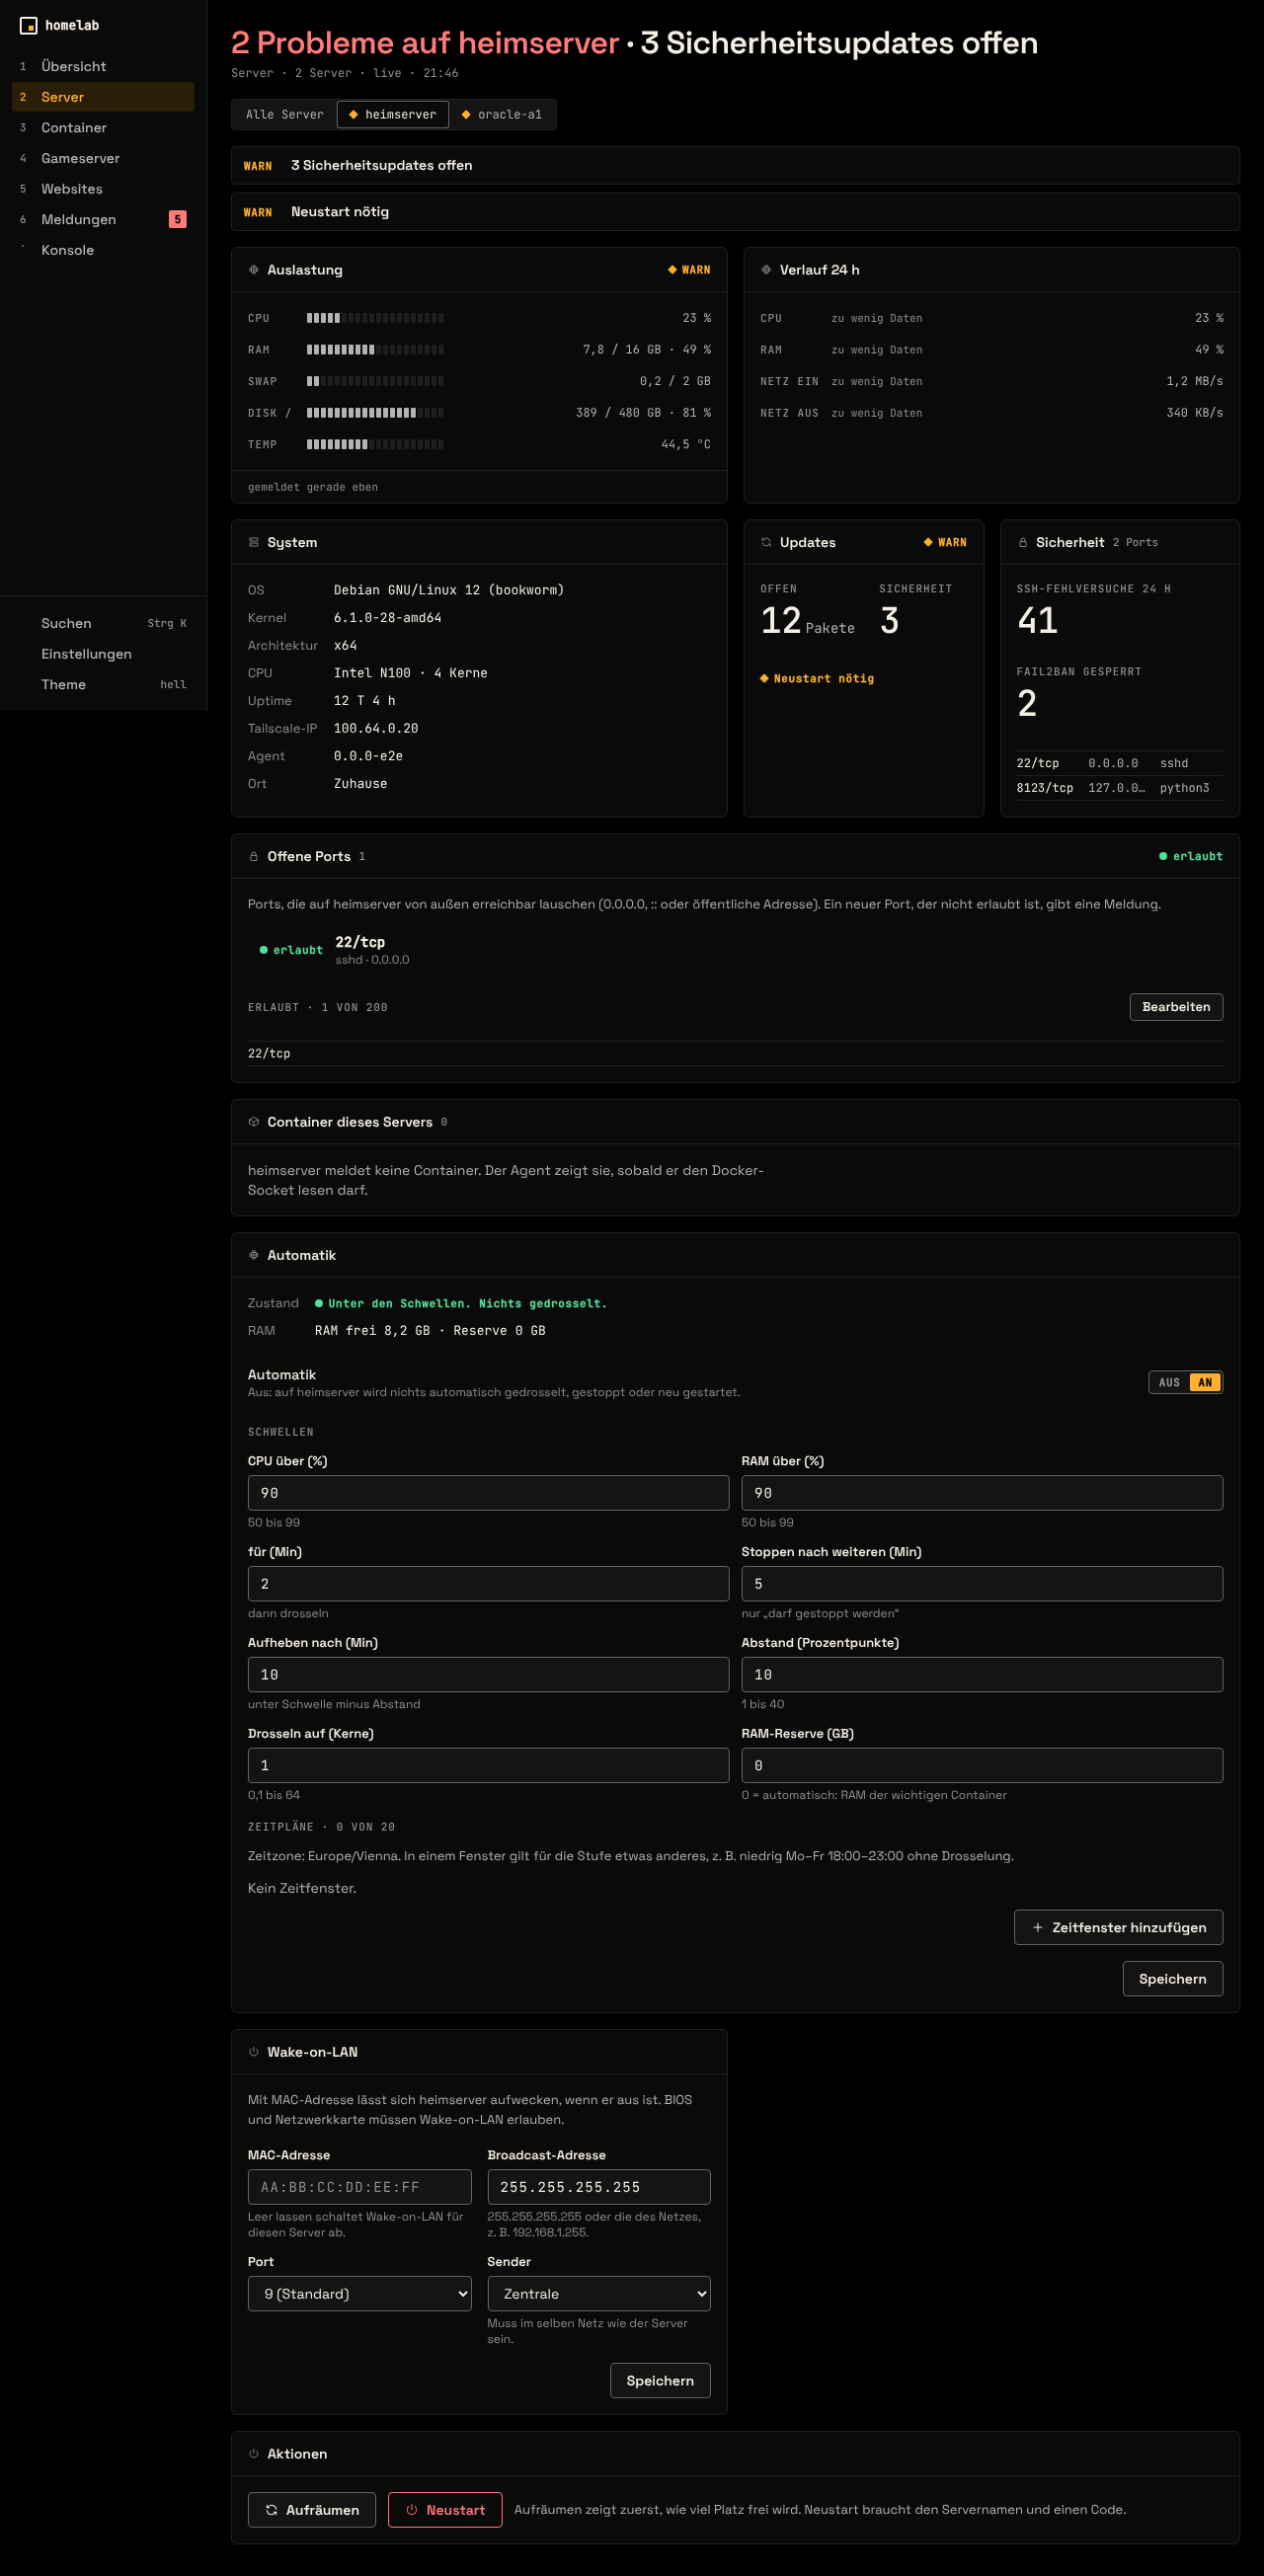 homelab
1 Übersicht
2 Server
3 Container
4 Gameserver
5 Websites
6 Meldungen 5
` Konsole
Suchen Strg K
Einstellungen
Theme hell
2 Probleme auf heimserver · 3 Sicherheitsupdates offen
Server · 2 Server · live · 21:46
Alle Server heimserver oracle-a1
WARN 3 Sicherheitsupdates offen
WARN Neustart nötig
Auslastung WARN
CPU 23 %
RAM 7,8 / 16 GB · 49 %
SWAP 0,2 / 2 GB
DISK / 389 / 480 GB · 81 %
TEMP 44,5 °C
gemeldet gerade eben
Verlauf 24 h
CPU zu wenig Daten 23 %
RAM zu wenig Daten 49 %
NETZ EIN zu wenig Daten 1,2 MB/s
NETZ AUS zu wenig Daten 340 KB/s
System
OS Debian GNU/Linux 12 (bookworm)
Kernel 6.1.0-28-amd64
Architektur x64
CPU Intel N100 · 4 Kerne
Uptime 12 T 4 h
Tailscale-IP 100.64.0.20
Agent 0.0.0-e2e
Ort Zuhause
Updates WARN
OFFEN SICHERHEIT
12 Pakete 3
Neustart nötig
Sicherheit 2 Ports
SSH-FEHLVERSUCHE 24 H
41
FAIL2BAN GESPERRT
2
22/tcp 0.0.0.0 sshd
8123/tcp 127.0.0… python3
Offene Ports 1 erlaubt
Ports, die auf heimserver von außen erreichbar lauschen (0.0.0.0, :: oder öffentliche Adresse). Ein neuer Port, der nicht erlaubt ist, gibt eine Meldung.
erlaubt 22/tcp
sshd · 0.0.0.0
ERLAUBT · 1 VON 200 Bearbeiten
22/tcp
Container dieses Servers 0
heimserver meldet keine Container. Der Agent zeigt sie, sobald er den Docker-
Socket lesen darf.
Automatik
Zustand Unter den Schwellen. Nichts gedrosselt.
RAM RAM frei 8,2 GB · Reserve 0 GB
Automatik
Aus: auf heimserver wird nichts automatisch gedrosselt, gestoppt oder neu gestartet.
AUS AN
SCHWELLEN
CPU über (%) RAM über (%)
90 90
50 bis 99 50 bis 99
für (Min) Stoppen nach weiteren (Min)
2 5
dann drosseln nur „darf gestoppt werden“
Aufheben nach (Min) Abstand (Prozentpunkte)
10 10
unter Schwelle minus Abstand 1 bis 40
Drosseln auf (Kerne) RAM-Reserve (GB)
1 0
0,1 bis 64 0 = automatisch: RAM der wichtigen Container
ZEITPLÄNE · 0 VON 20
Zeitzone: Europe/Vienna. In einem Fenster gilt für die Stufe etwas anderes, z. B. niedrig Mo–Fr 18:00–23:00 ohne Drosselung.
Kein Zeitfenster.
+ Zeitfenster hinzufügen
Speichern
Wake-on-LAN
Mit MAC-Adresse lässt sich heimserver aufwecken, wenn er aus ist. BIOS
und Netzwerkkarte müssen Wake-on-LAN erlauben.
MAC-Adresse Broadcast-Adresse
AA:BB:CC:DD:EE:FF 255.255.255.255
Leer lassen schaltet Wake-on-LAN für 255.255.255.255 oder die des Netzes,
diesen Server ab. z. B. 192.168.1.255.
Port Sender
9 (Standard) Zentrale
Muss im selben Netz wie der Server
sein.
Speichern
Aktionen
Aufräumen Neustart Aufräumen zeigt zuerst, wie viel Platz frei wird. Neustart braucht den Servernamen und einen Code.